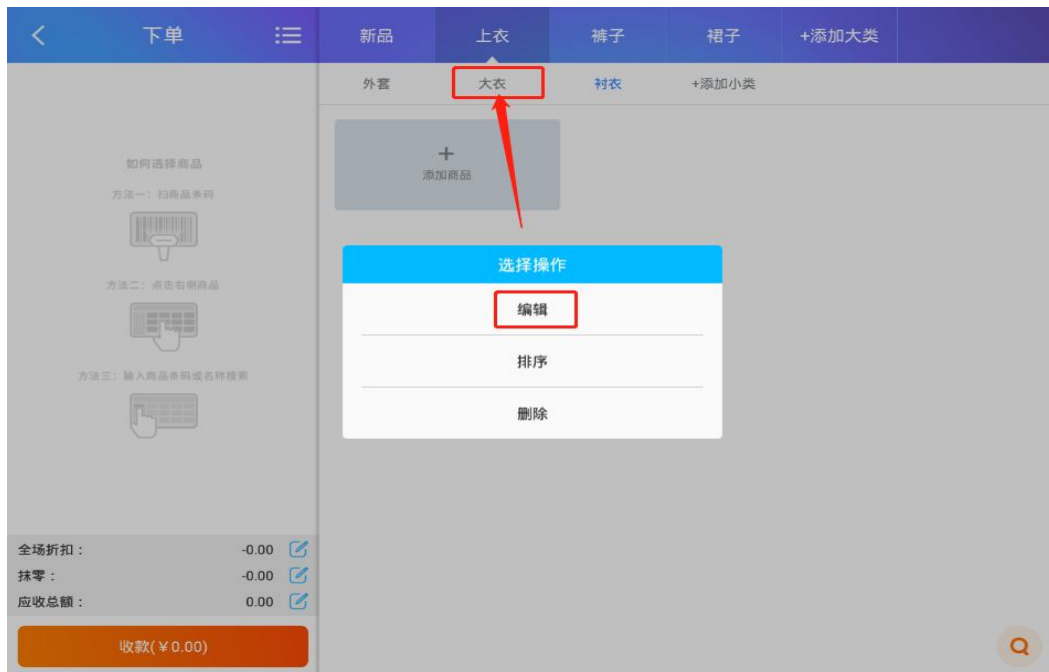 下单
新品
上衣
裤子
裙子
+添加大类
外套
大衣
衬衣
+添加小类
如何选择商品
方法一：扫商品条码
方法二：点击右侧商品
方法三：输入商品条码或名称搜索
添加商品
选择操作
编辑
排序
删除
全场折扣： -0.00
抹零： -0.00
应收总额： 0.00
收款(￥0.00)